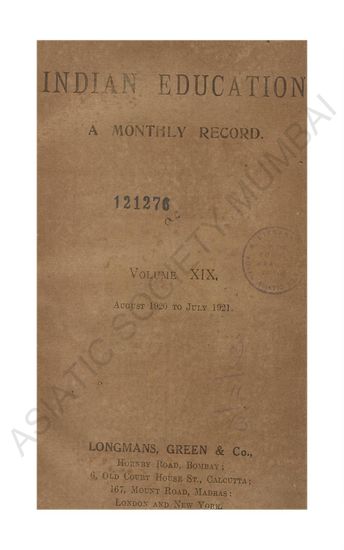 INDIAN EDUCATION
A MONTHLY RECORD.
121276
VOLUME XIX,
AUGUST 1920 TO JULY 1921.
LONGMANS, GREEN & Co.,
HORNBY ROAD, BOMBAY;
6, OLD COURT HOUSE ST., CALCUTTA;
167, MOUNT ROAD, MADRAS:
LONDON AND NEW YORK.
ASIATIC SOCIETY MUMBAI